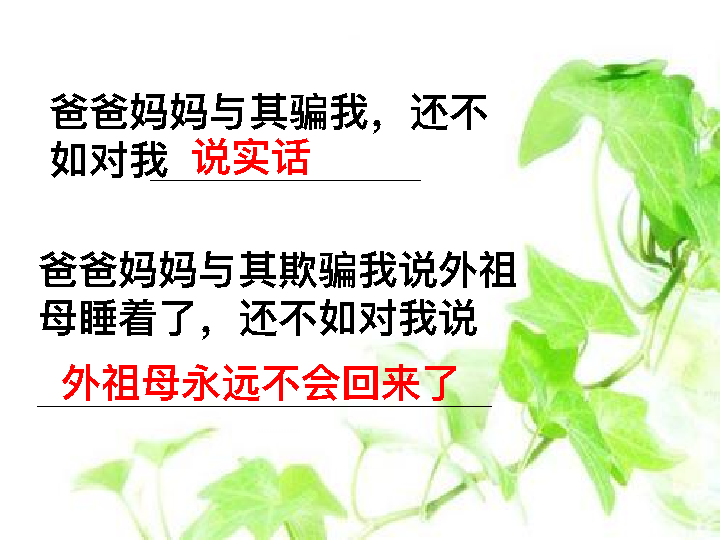 爸爸妈妈与其骗我，还不
如对我 说实话
爸爸妈妈与其欺骗我说外祖
母睡着了，还不如对我说
外祖母永远不会回来了